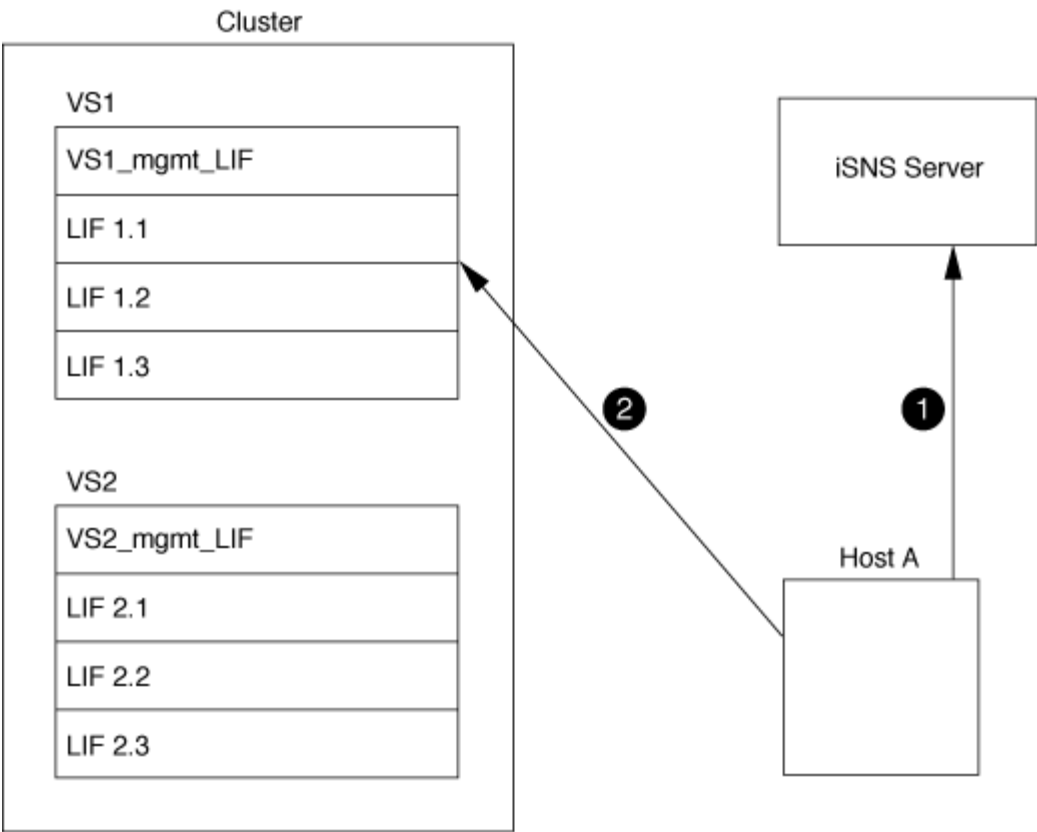 Cluster
VS1
VS1_mgmt_LIF
LIF 1.1
LIF 1.2
LIF 1.3
VS2
VS2_mgmt_LIF
LIF 2.1
LIF 2.2
LIF 2.3
iSNS Server
2
1
Host A